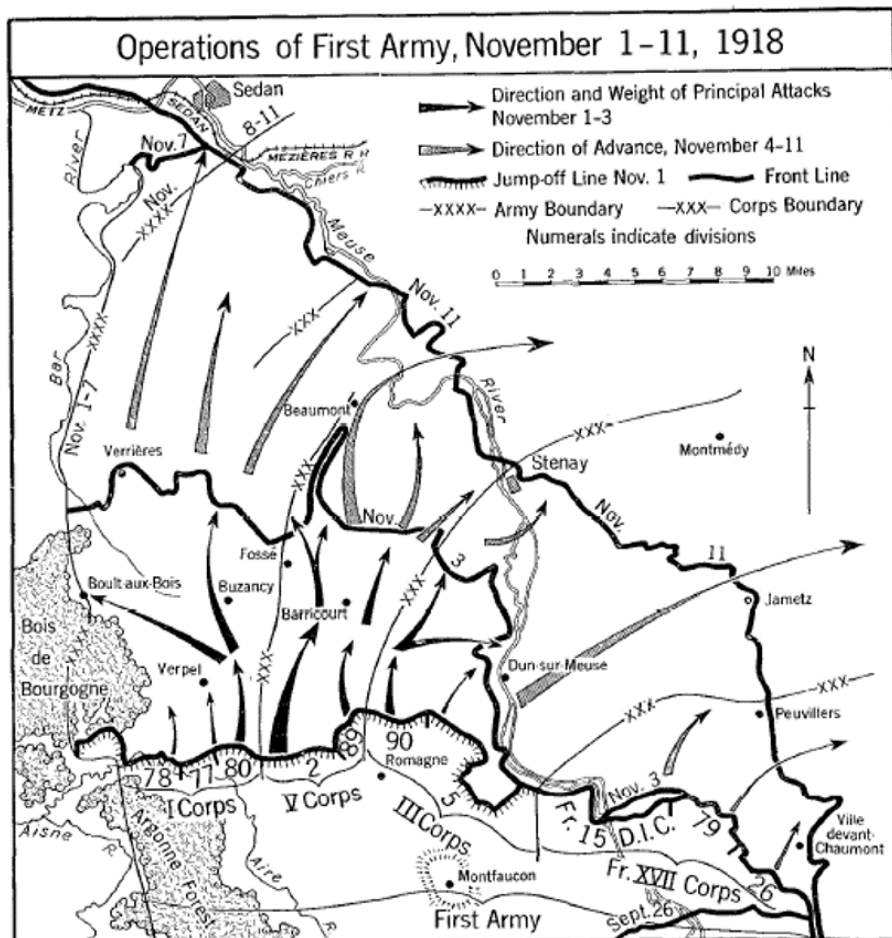 Operations of First Army, November 1-11, 1918
Direction and Weight of Principal Attacks
November 1-3
Direction of Advance, November 4-11
Jump-off Line Nov. 1
Front Line
-XXXX- Army Boundary
-XXX- Corps Boundary
Numerals indicate divisions
0 1 2 3 4 5 6 7 8 9 10 Miles
N
Sedan
METZ
SEDAN
MEZIÈRES R R
Chiers R.
River
Nov. 7
Nov. 8-11
XXXX
Meuse
XXX
Nov. 11
XXXX
Bar
Nov. 1-7
River
Beaumont
XXX
Montmédy
Verrières
XXX
Stenay
Nov.
Nov.
11
3
Fossé
Boult-aux-Bois
Buzancy
Barricourt
XXX
Jametz
Bois
de
Bourgogne
XXXX
Verpel
XXX
Dun-sur-Meuse
XXX
XXX
Peuvillers
78
77
80
2
89
90
Romagne
5
I Corps
V Corps
III Corps
Nov. 3
Fr. 15 D.I.C.
79
26
Ville
devant-
Chaumont
Aisne
R.
Argonne Forest
Aire
R.
Montfaucon
Fr. XVII Corps
First Army
Sept. 26